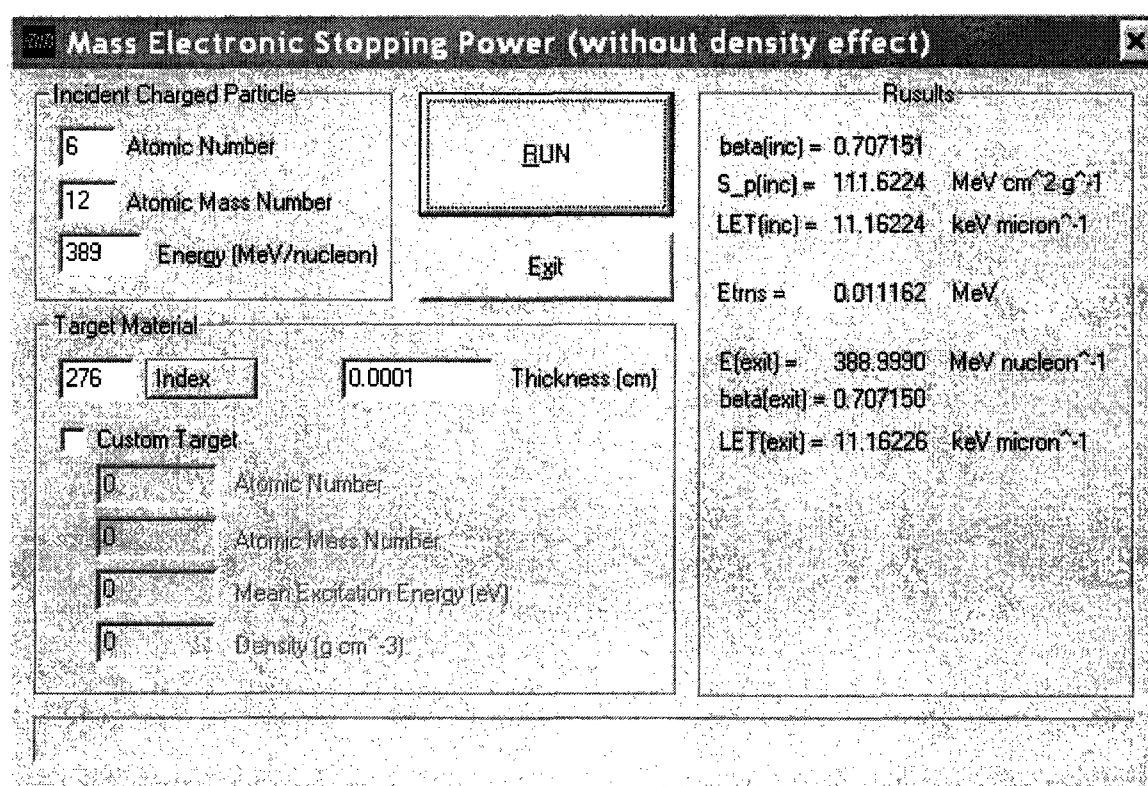 Mass Electronic Stopping Power (without density effect)
Incident Charged Particle
6 Atomic Number
12 Atomic Mass Number
389 Energy (MeV/nucleon)
RUN
Exit
Target Material
276 Index 0.0001 Thickness (cm)
Custom Target
0 Atomic Number
0 Atomic Mass Number
0 Mean Excitation Energy (eV)
0 Density (g cm^-3)
Rusults
beta(inc) = 0.707151
S_p(inc) = 111.6224 MeV cm^2 g^-1
LET(inc) = 11.16224 keV micron^-1
Etrns = 0.011162 MeV
E(exit) = 388.9990 MeV nucleon^-1
beta(exit) = 0.707150
LET(exit) = 11.16226 keV micron^-1